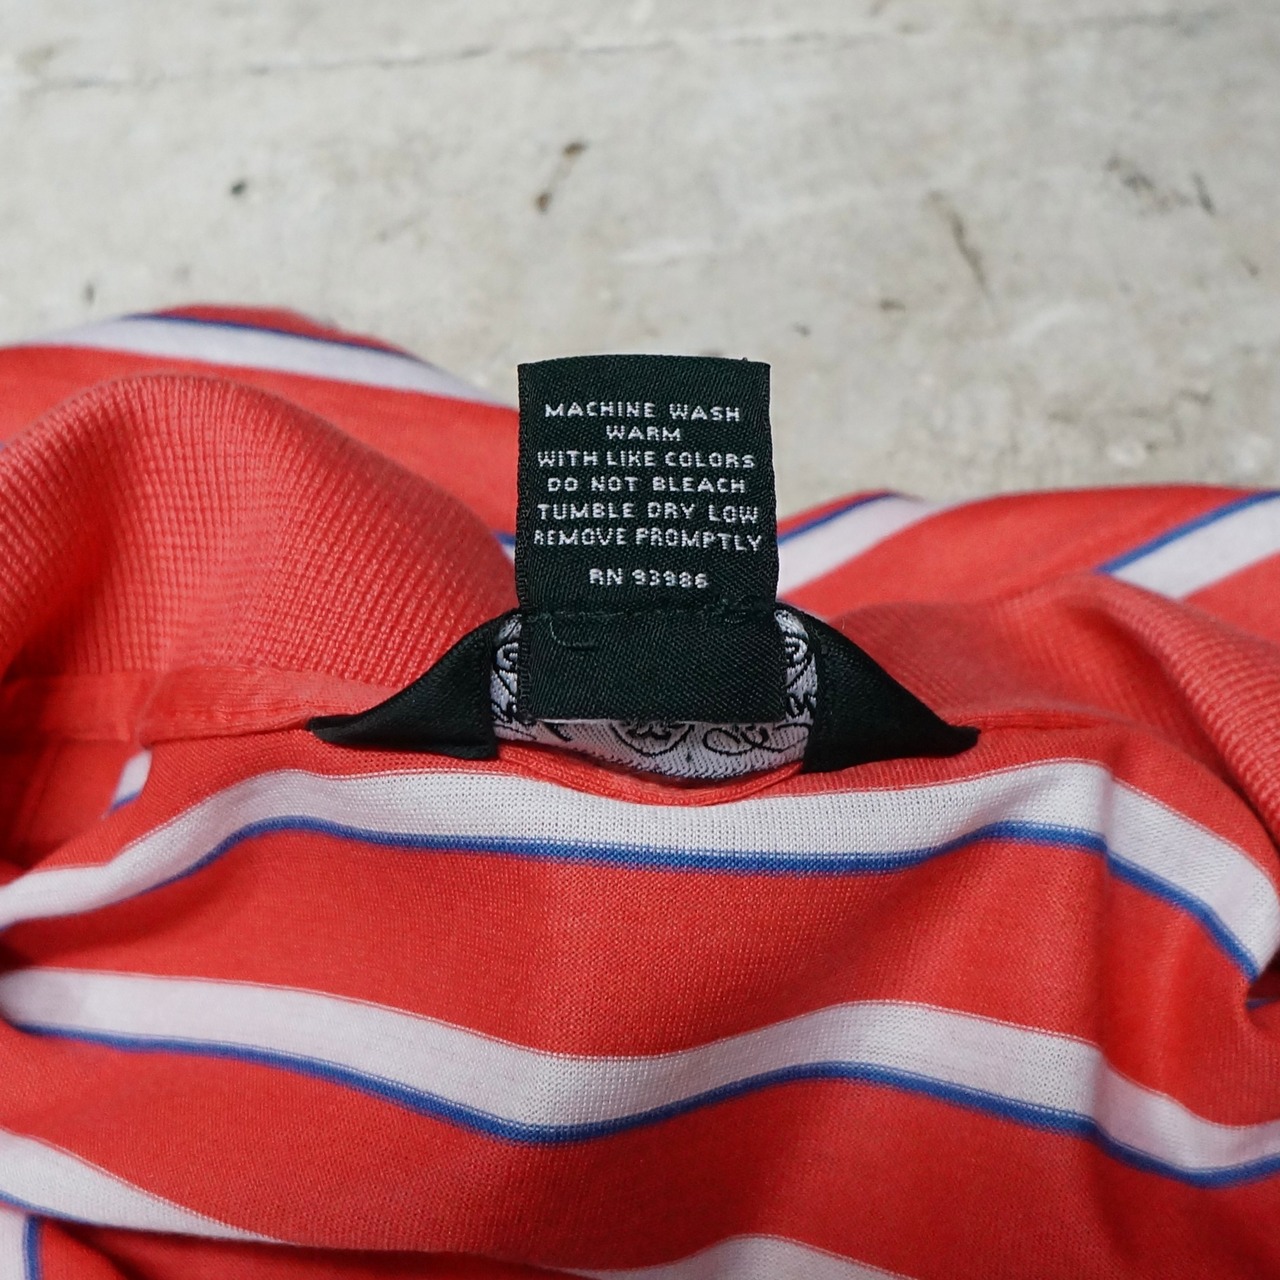 MACHINE WASH
WARM
WITH LIKE COLORS
DO NOT BLEACH
TUMBLE DRY LOW
REMOVE PROMPTLY
RN 93986